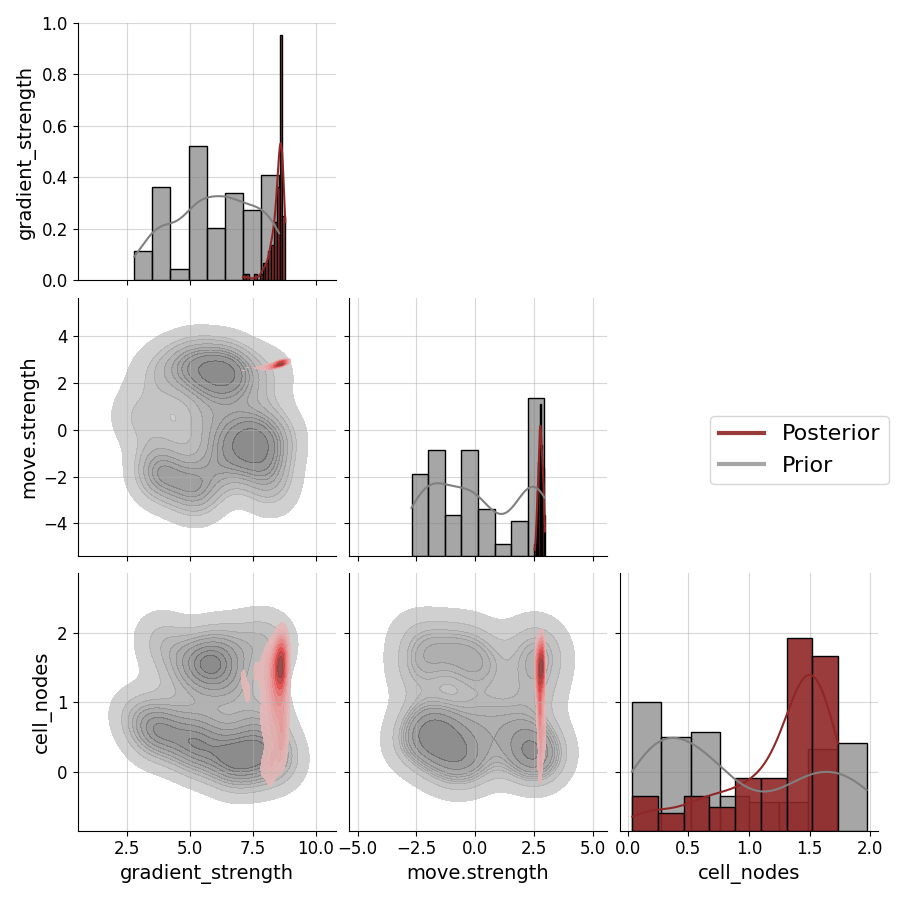 1.0
0.8
0.6
0.4
0.2
0.0
gradient_strength
4
2
0
−2
−4
move.strength
Posterior
Prior
2
1
0
cell_nodes
2.5 5.0 7.5 10.0
gradient_strength
−5.0 −2.5 0.0 2.5 5.0
move.strength
0.0 0.5 1.0 1.5 2.0
cell_nodes